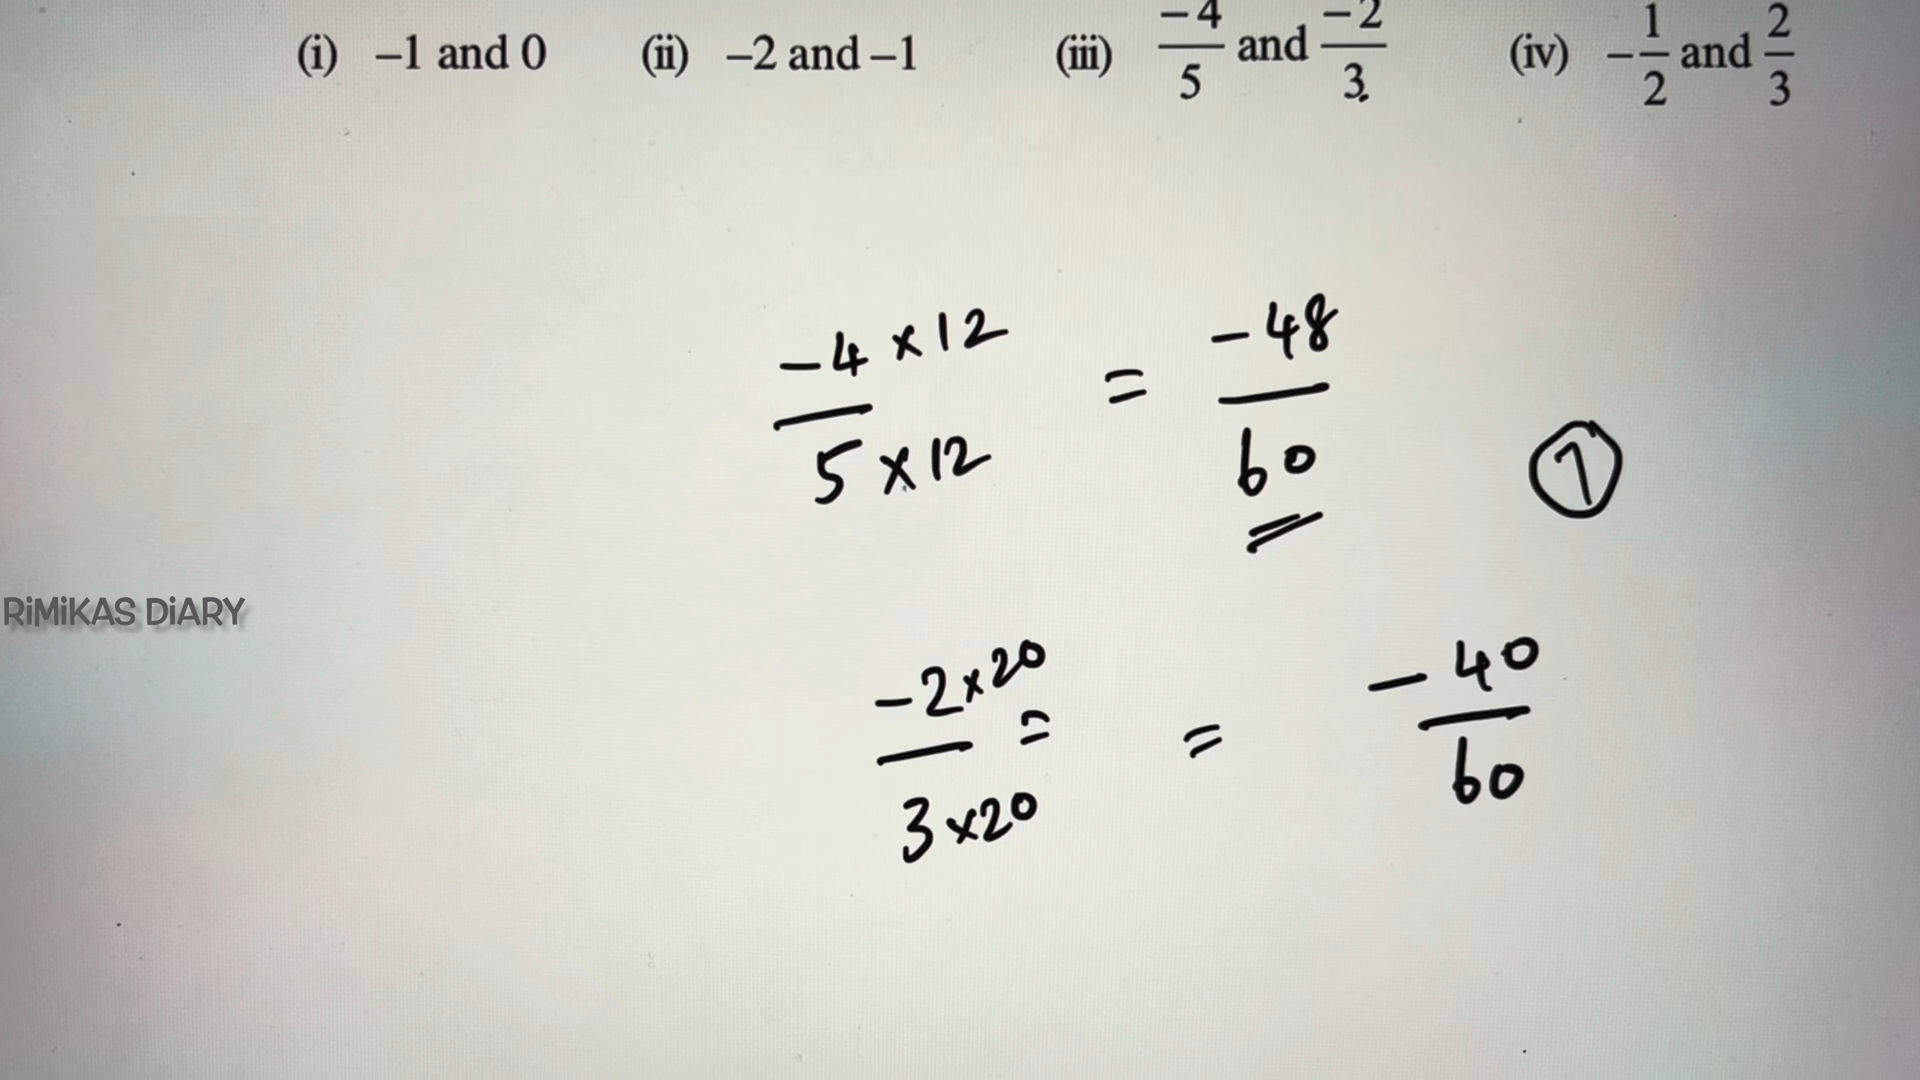 (i) –1 and 0 (ii) –2 and –1 (iii) -4/5 and -2/3 (iv) -1/2 and 2/3
-4 × 12 / 5 × 12 = -48 / 60
7
RiMiKAS DiARY
-2 × 20 / 3 × 20 = = -40 / 60